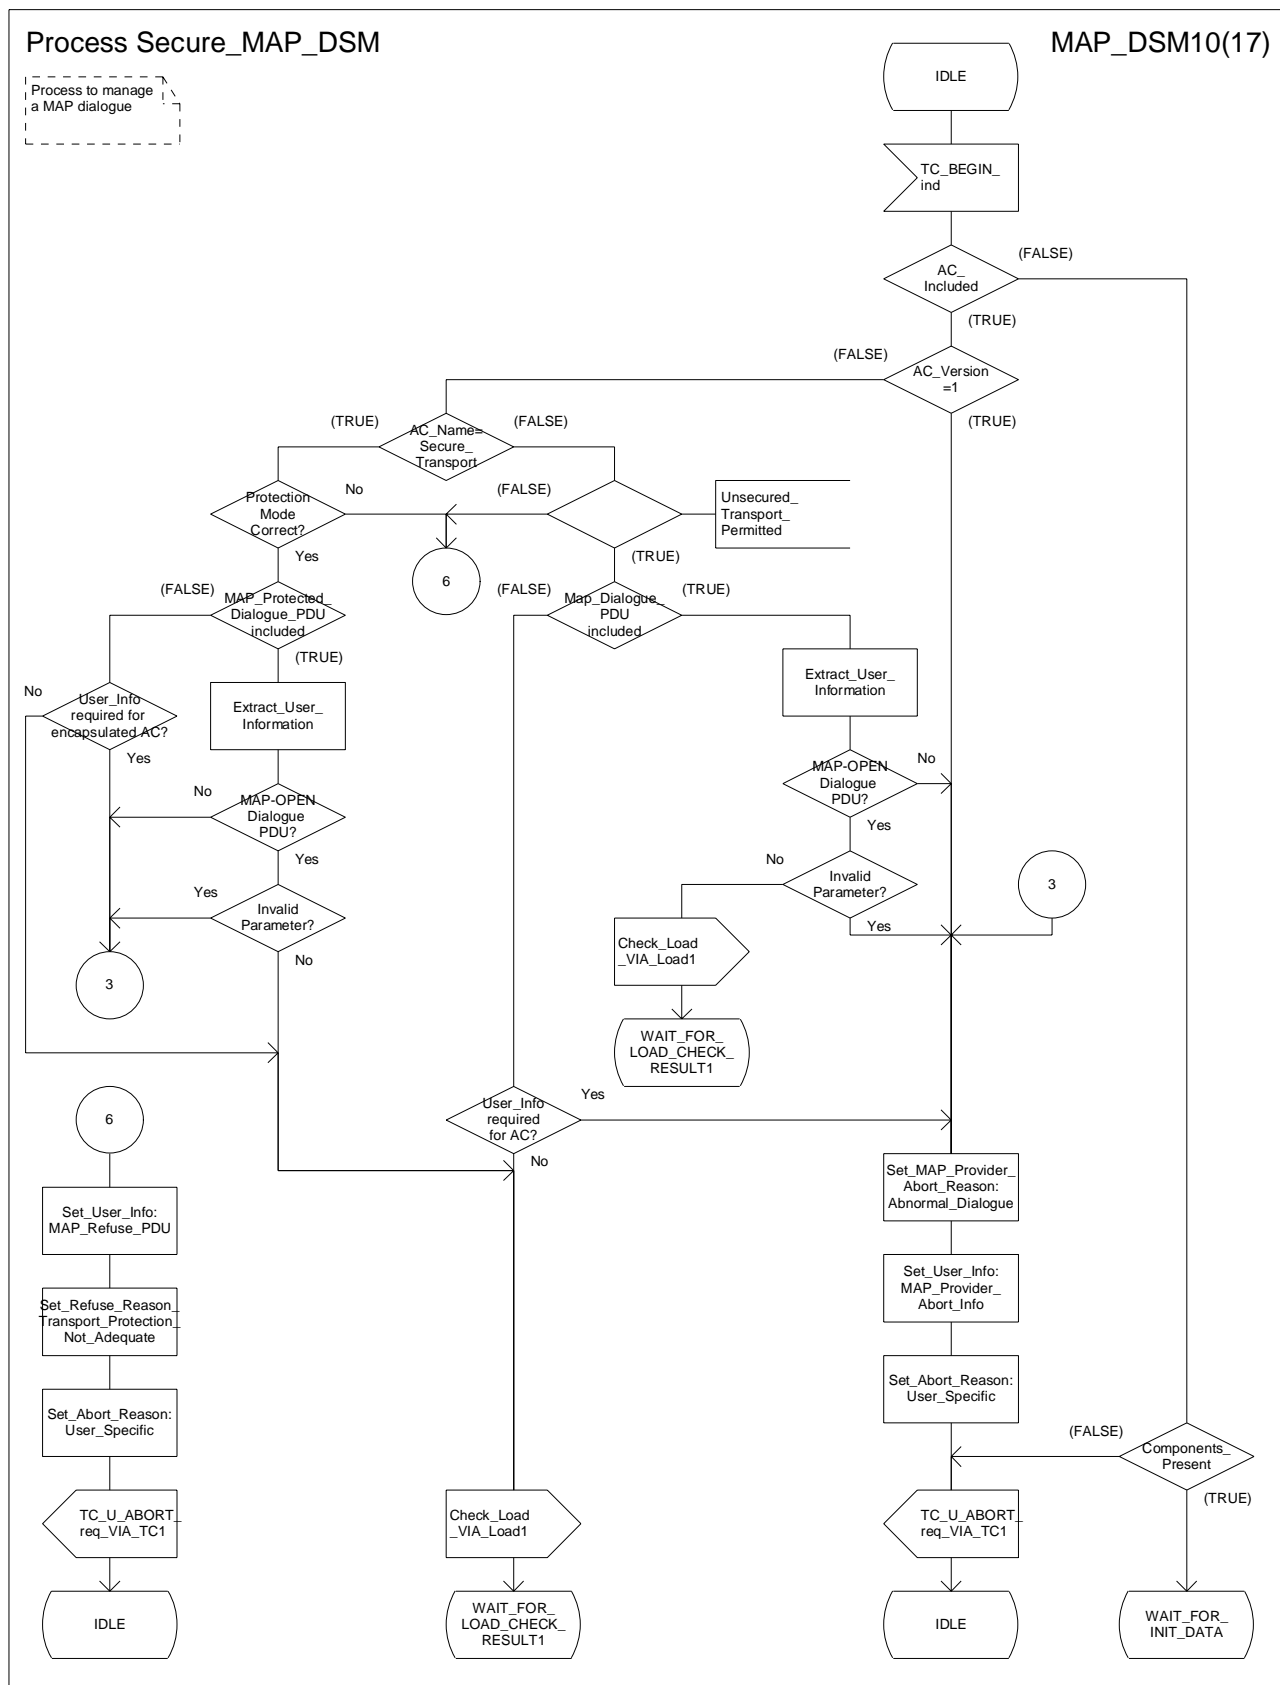 Process Secure_MAP_DSM
MAP_DSM10(17)
Process to manage
a MAP dialogue
IDLE
TC_BEGIN_
ind
AC_
Included
(FALSE)
(TRUE)
AC_Version
=1
(FALSE)
(TRUE)
AC_Name=
Secure_
Transport
(TRUE)
(FALSE)
Protection
Mode
Correct?
No
Yes
(FALSE)
(TRUE)
Unsecured_
Transport_
Permitted
6
MAP_Protected_
Dialogue_PDU
included
(FALSE)
(TRUE)
Map_Dialogue_
PDU
included
(FALSE)
(TRUE)
User_Info
required for
encapsulated AC?
No
Yes
Extract_User_
Information
Extract_User_
Information
MAP-OPEN
Dialogue
PDU?
No
Yes
MAP-OPEN
Dialogue
PDU?
No
Yes
Invalid
Parameter?
Yes
No
Invalid
Parameter?
No
Yes
3
3
Check_Load
_VIA_Load1
WAIT_FOR_
LOAD_CHECK_
RESULT1
6
User_Info
required
for AC?
Yes
No
Set_User_Info:
MAP_Refuse_PDU
Set_Refuse_Reason_
Transport_Protection_
Not_Adequate
Set_Abort_Reason:
User_Specific
TC_U_ABORT_
req_VIA_TC1
IDLE
Check_Load
_VIA_Load1
WAIT_FOR_
LOAD_CHECK_
RESULT1
Set_MAP_Provider_
Abort_Reason:
Abnormal_Dialogue
Set_User_Info:
MAP_Provider_
Abort_Info
Set_Abort_Reason:
User_Specific
(FALSE)
Components_
Present
(TRUE)
TC_U_ABORT_
req_VIA_TC1
IDLE
WAIT_FOR_
INIT_DATA